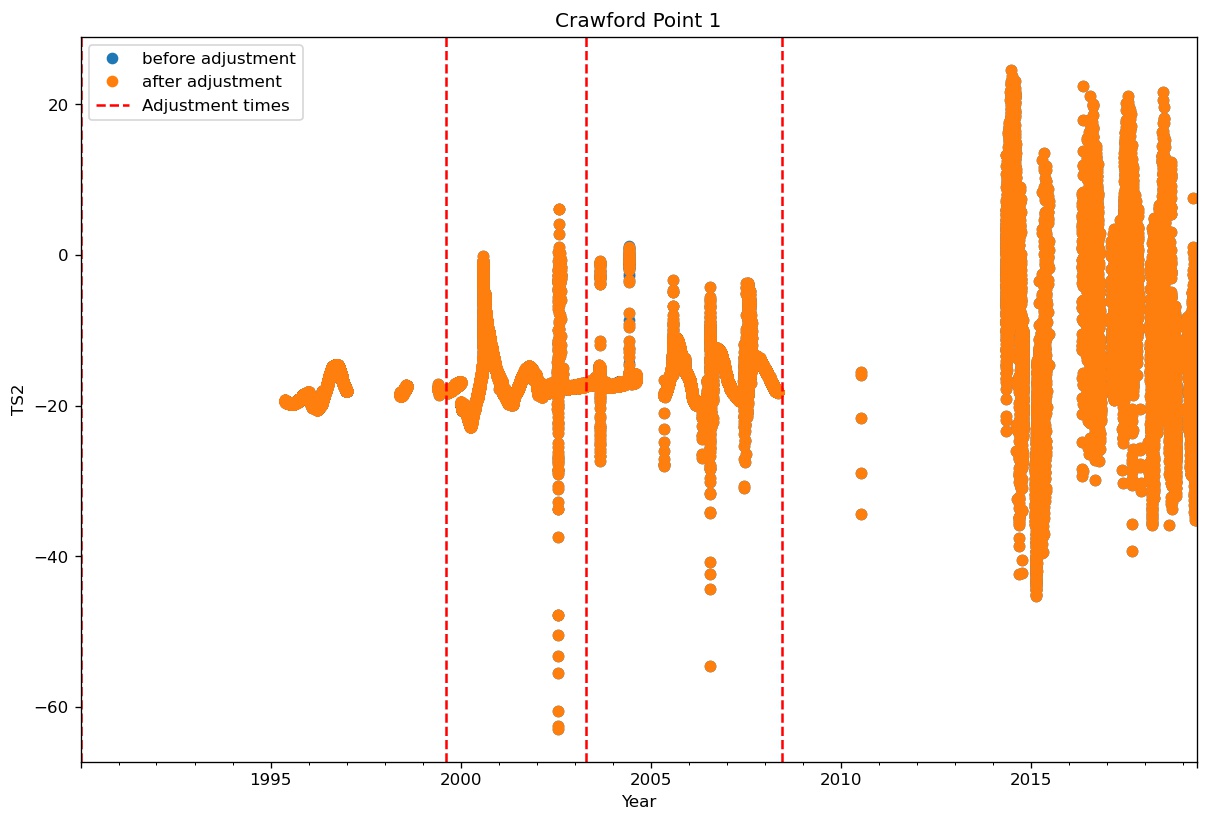 Crawford Point 1
before adjustment
after adjustment
Adjustment times
TS2
20
0
−20
−40
−60
1995 2000 2005 2010 2015
Year